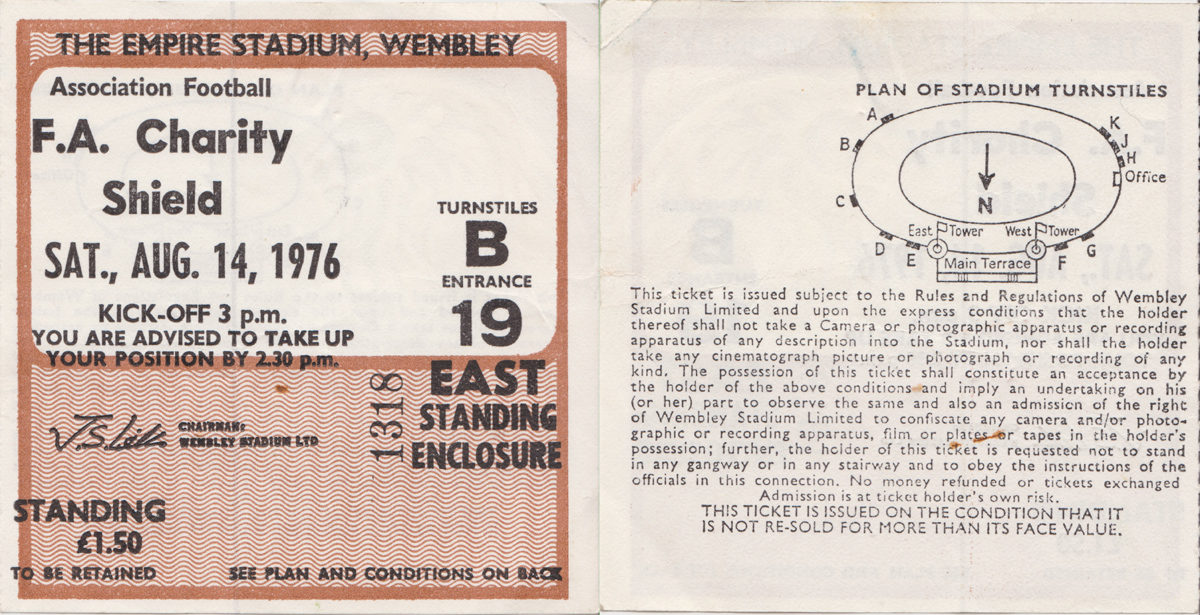 THE EMPIRE STADIUM, WEMBLEY
Association Football
F.A. Charity
Shield
SAT., AUG. 14, 1976
KICK-OFF 3 p.m.
YOU ARE ADVISED TO TAKE UP
YOUR POSITION BY 2.30 p.m.
TURNSTILES
B
ENTRANCE
19
EAST
STANDING
ENCLOSURE
13318
CHAIRMAN:
WEMBLEY STADIUM LTD
STANDING
£1.50
TO BE RETAINED
SEE PLAN AND CONDITIONS ON BACK
PLAN OF STADIUM TURNSTILES
A
B
C
D
E
F
G
K
J
H
Office
N
East Tower
West Tower
Main Terrace
This ticket is issued subject to the Rules and Regulations of Wembley
Stadium Limited and upon the express conditions that the holder
thereof shall not take a Camera or photographic apparatus or recording
apparatus of any description into the Stadium, nor shall the holder
take any cinematograph picture or photograph or recording of any
kind. The possession of this ticket shall constitute an acceptance by
the holder of the above conditions and imply an undertaking on his
(or her) part to observe the same and also an admission of the right
of Wembley Stadium Limited to confiscate any camera and/or photo-
graphic or recording apparatus, film or plates or tapes in the holder's
possession; further, the holder of this ticket is requested not to stand
in any gangway or in any stairway and to obey the instructions of the
officials in this connection. No money refunded or tickets exchanged
Admission is at ticket holder's own risk.
THIS TICKET IS ISSUED ON THE CONDITION THAT IT
IS NOT RE-SOLD FOR MORE THAN ITS FACE VALUE.